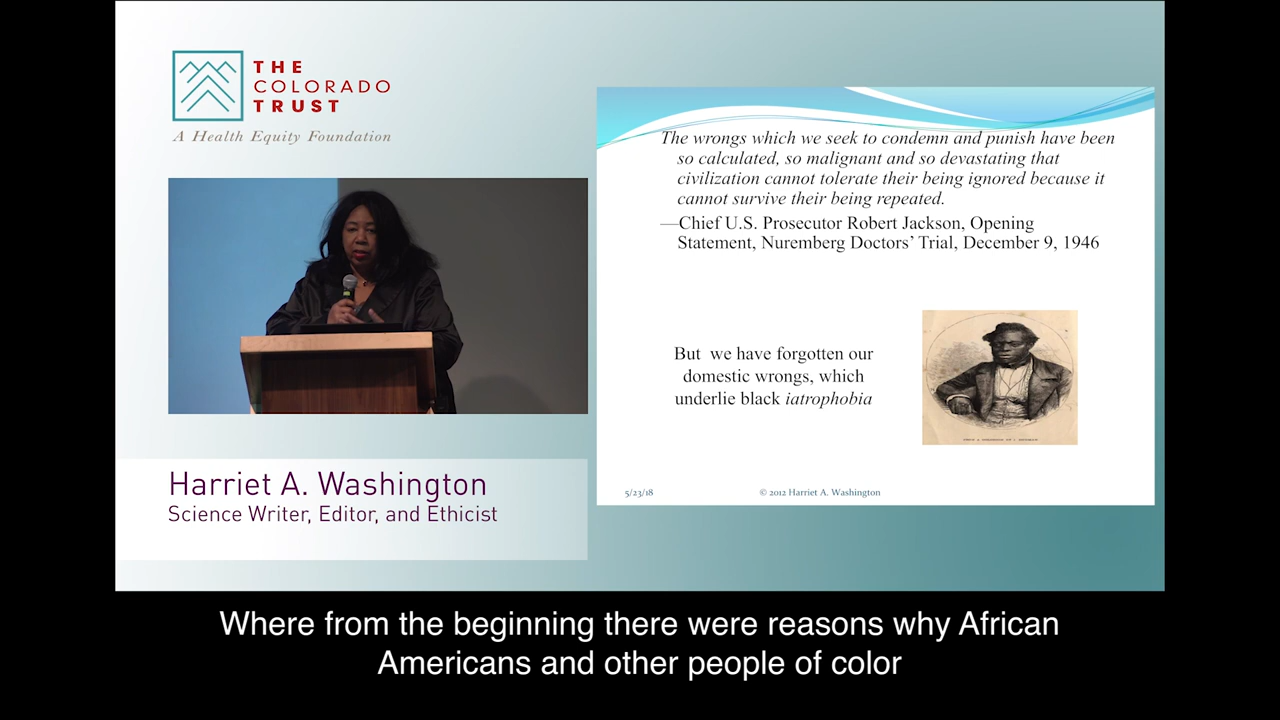 THE
COLORADO
TRUST
A Health Equity Foundation
The wrongs which we seek to condemn and punish have been
so calculated, so malignant and so devastating that
civilization cannot tolerate their being ignored because it
cannot survive their being repeated.
—Chief U.S. Prosecutor Robert Jackson, Opening
Statement, Nuremberg Doctors’ Trial, December 9, 1946
But we have forgotten our
domestic wrongs, which
underlie black iatrophobia
5/23/18
© 2012 Harriet A. Washington
Harriet A. Washington
Science Writer, Editor, and Ethicist
Where from the beginning there were reasons why African
Americans and other people of color